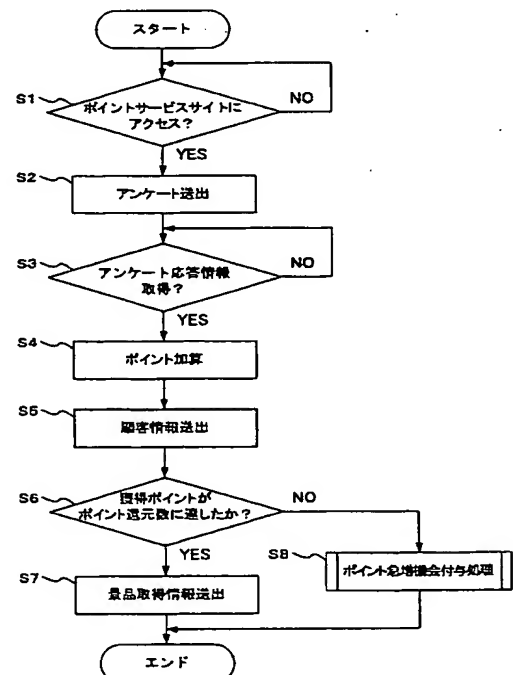 スタート
S1
ポイントサービスサイトに
アクセス？
NO
YES
S2
アンケート送出
S3
アンケート応答情報
取得？
NO
YES
S4
ポイント加算
S5
顧客情報送出
S6
獲得ポイントが
ポイント還元数に達したか？
NO
YES
S7
景品取得情報送出
S8
ポイント急増機会付与処理
エンド